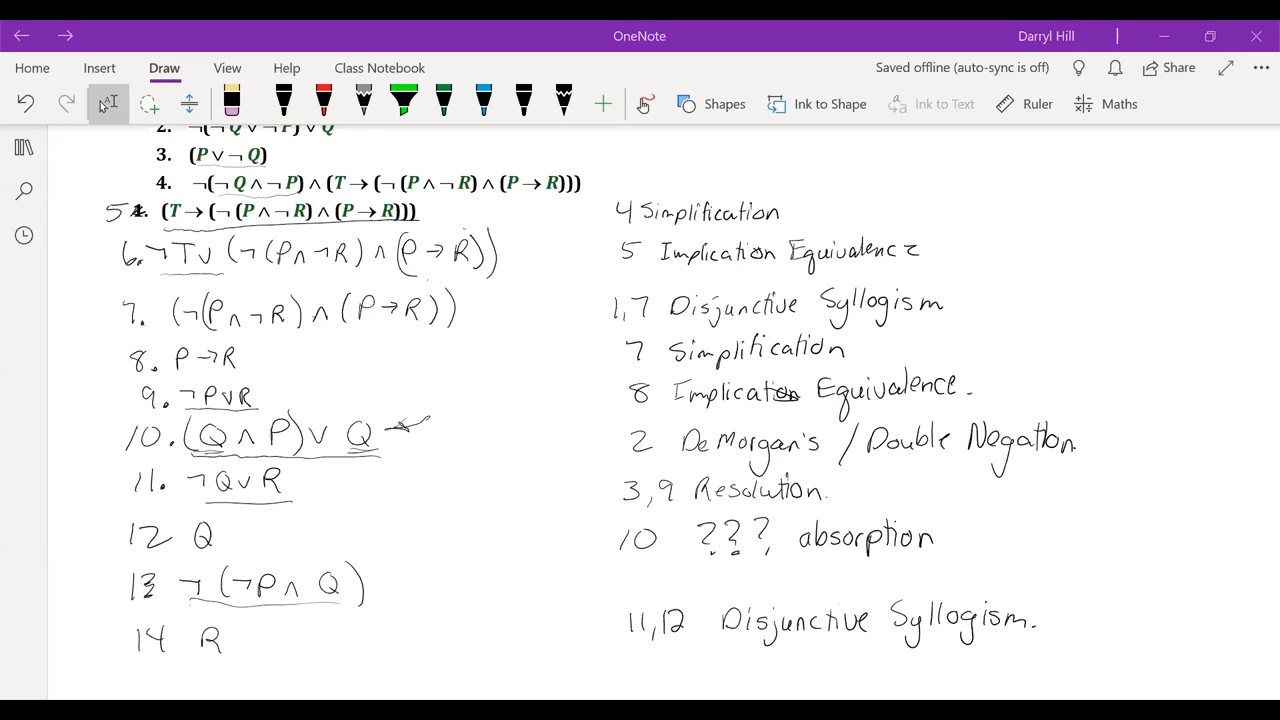 OneNote
Darryl Hill
Home Insert Draw View Help Class Notebook
Saved offline (auto-sync is off)
Share
Shapes
Ink to Shape
Ink to Text
Ruler
Maths
2. ¬(¬ Q ∨ ¬ P) ∨ Q
3. (P ∨ ¬ Q)
4. ¬(¬ Q ∧ ¬ P) ∧ (T → (¬ (P ∧ ¬ R) ∧ (P → R)))
5. (T → (¬ (P ∧ ¬ R) ∧ (P → R))) 4 Simplification
6. ¬T ∨ (¬(P ∧ ¬R) ∧ (P → R)) 5 Implication Equivalence
7. (¬(P ∧ ¬R) ∧ (P → R)) 1,7 Disjunctive Syllogism
8. P → R 7 Simplification
9. ¬P ∨ R 8 Implication Equivalence.
10. (Q ∧ P) ∨ Q 2 DeMorgan's / Double Negation.
11. ¬Q ∨ R 3,9 Resolution.
12 Q 10 ??? absorption
13 ¬(¬P ∧ Q)
14 R 11,12 Disjunctive Syllogism.